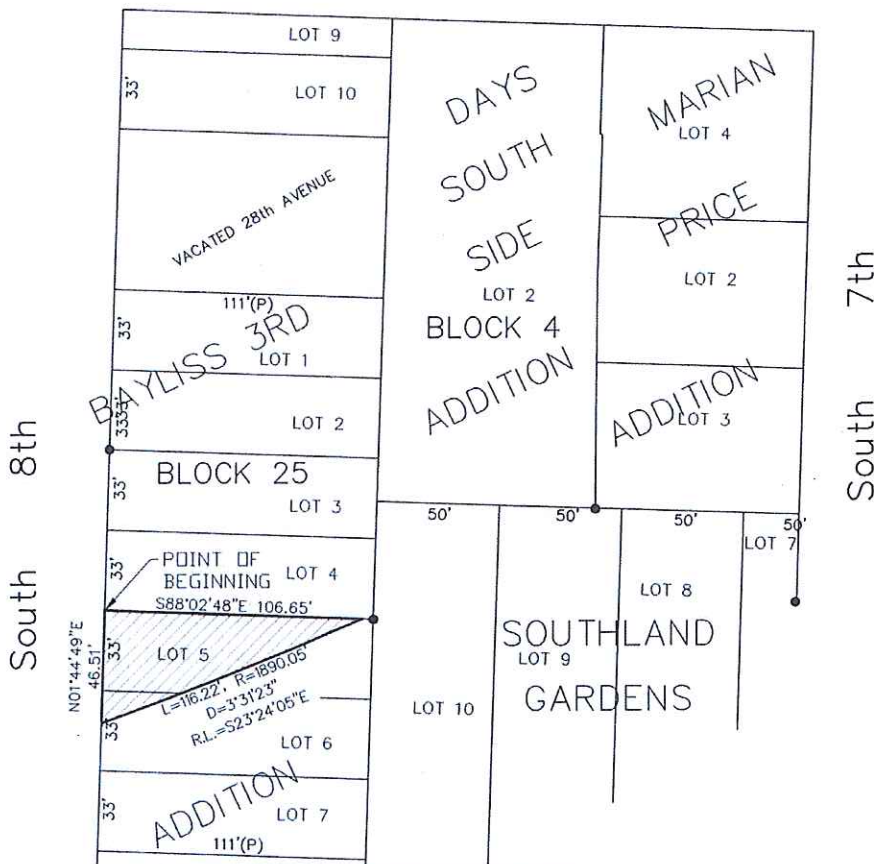 LOT 9
33'
LOT 10
VACATED 28th AVENUE
111'(P)
33'
LOT 1
BAYLISS 3RD
33'
33'
LOT 2
BLOCK 25
33'
LOT 3
33'
LOT 4
POINT OF
BEGINNING
S88°02'48"E 106.65'
N01°44'49"E
46.51'
33'
LOT 5
L=116.22', R=1890.05'
D=3°31'23"
R.L.=S23°24'05"E
33'
LOT 6
33'
LOT 7
ADDITION
111'(P)
South 8th
DAYS
SOUTH
SIDE
LOT 2
BLOCK 4
ADDITION
MARIAN
LOT 4
PRICE
LOT 2
ADDITION
LOT 3
South 7th
50'
50'
50'
50'
LOT 7
LOT 8
SOUTHLAND
LOT 9
GARDENS
LOT 10